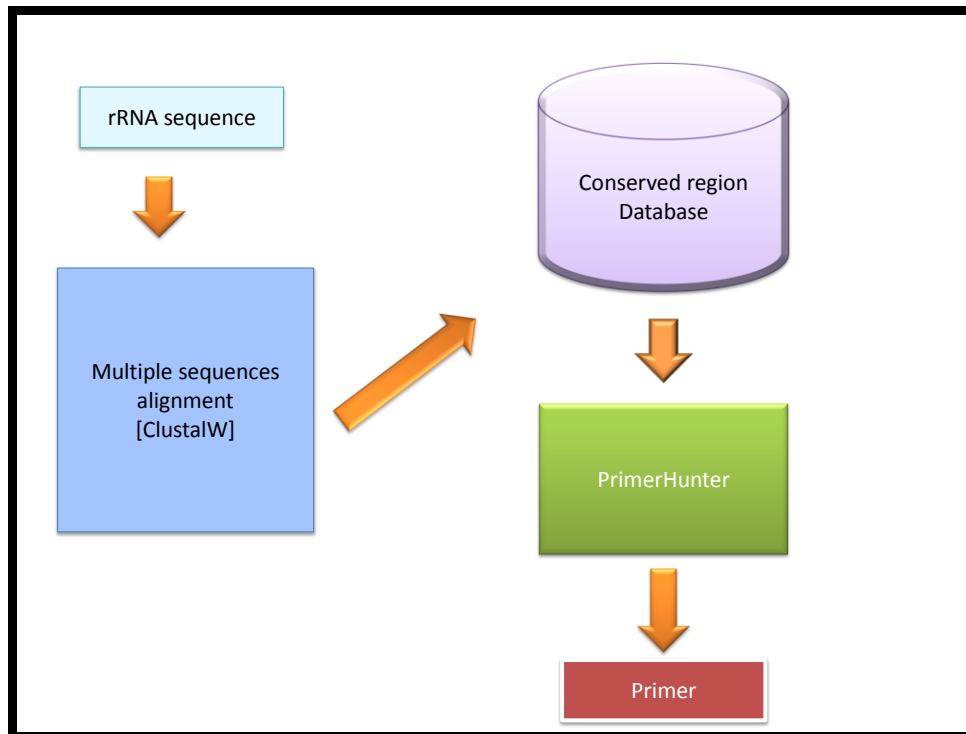 rRNA sequence
Multiple sequences
alignment
[ClustalW]
Conserved region
Database
PrimerHunter
Primer